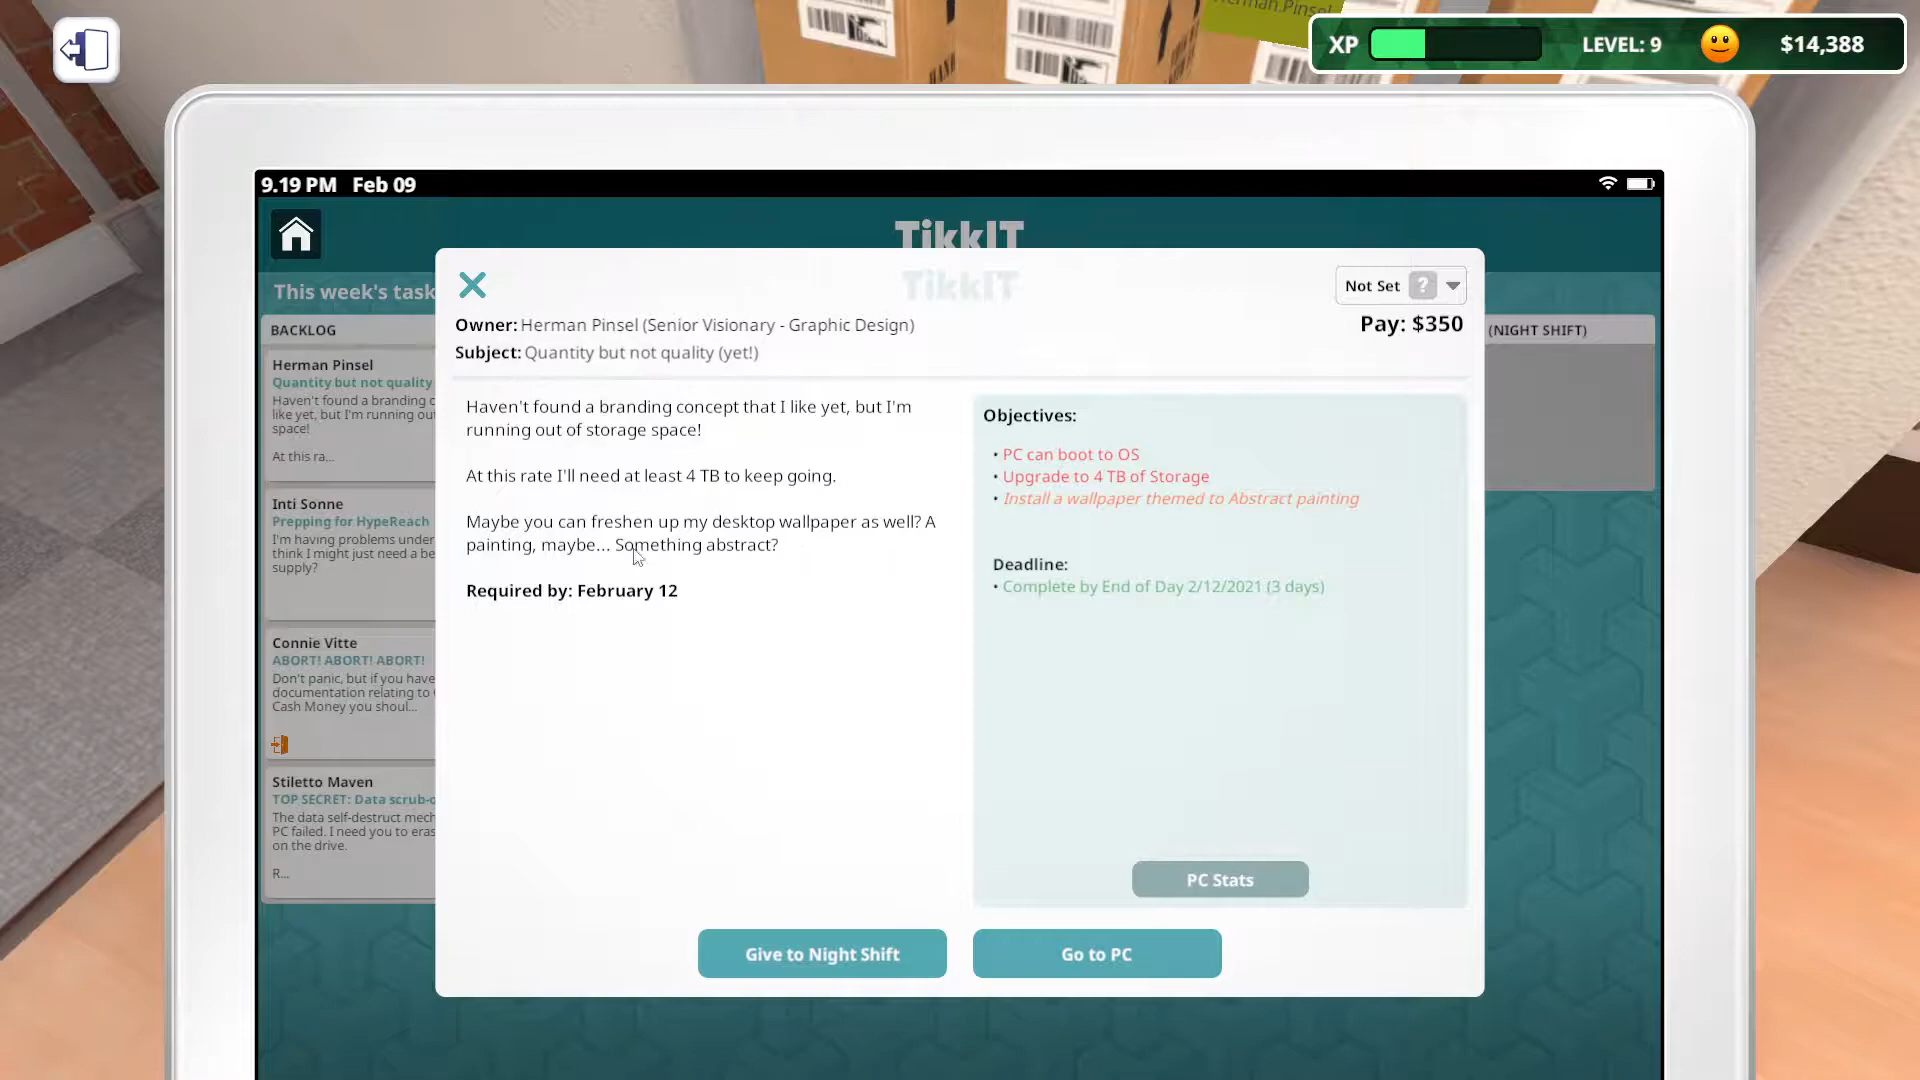 Herman.Pinsel
XP
LEVEL: 9
$14,388
9.19 PM Feb 09
TikkIT
This week's task
TikkIT
Not Set ?
Owner: Herman Pinsel (Senior Visionary - Graphic Design)
Pay: $350
Subject: Quantity but not quality (yet!)
BACKLOG
(NIGHT SHIFT)
Herman Pinsel
Quantity but not quality
Haven't found a branding c
like yet, but I'm running out
space!
At this ra...
Inti Sonne
Prepping for HypeReach
I'm having problems under
think I might just need a be
supply?
Connie Vitte
ABORT! ABORT! ABORT!
Don't panic, but if you have
documentation relating to
Cash Money you shoul...
Stiletto Maven
TOP SECRET: Data scrub-o
The data self-destruct mech
PC failed. I need you to eras
on the drive.
R...
Haven't found a branding concept that I like yet, but I'm
running out of storage space!
At this rate I'll need at least 4 TB to keep going.
Maybe you can freshen up my desktop wallpaper as well? A
painting, maybe... Something abstract?
Required by: February 12
Objectives:
• PC can boot to OS
• Upgrade to 4 TB of Storage
• Install a wallpaper themed to Abstract painting
Deadline:
• Complete by End of Day 2/12/2021 (3 days)
PC Stats
Give to Night Shift
Go to PC